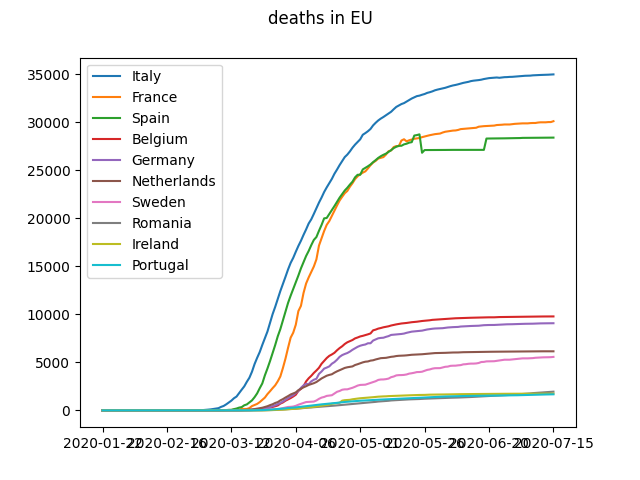 deaths in EU
35000
30000
25000
20000
15000
10000
5000
0
Italy
France
Spain
Belgium
Germany
Netherlands
Sweden
Romania
Ireland
Portugal
2020-01-22 2020-02-16 2020-03-12 2020-04-06 2020-05-01 2020-05-26 2020-06-20 2020-07-15